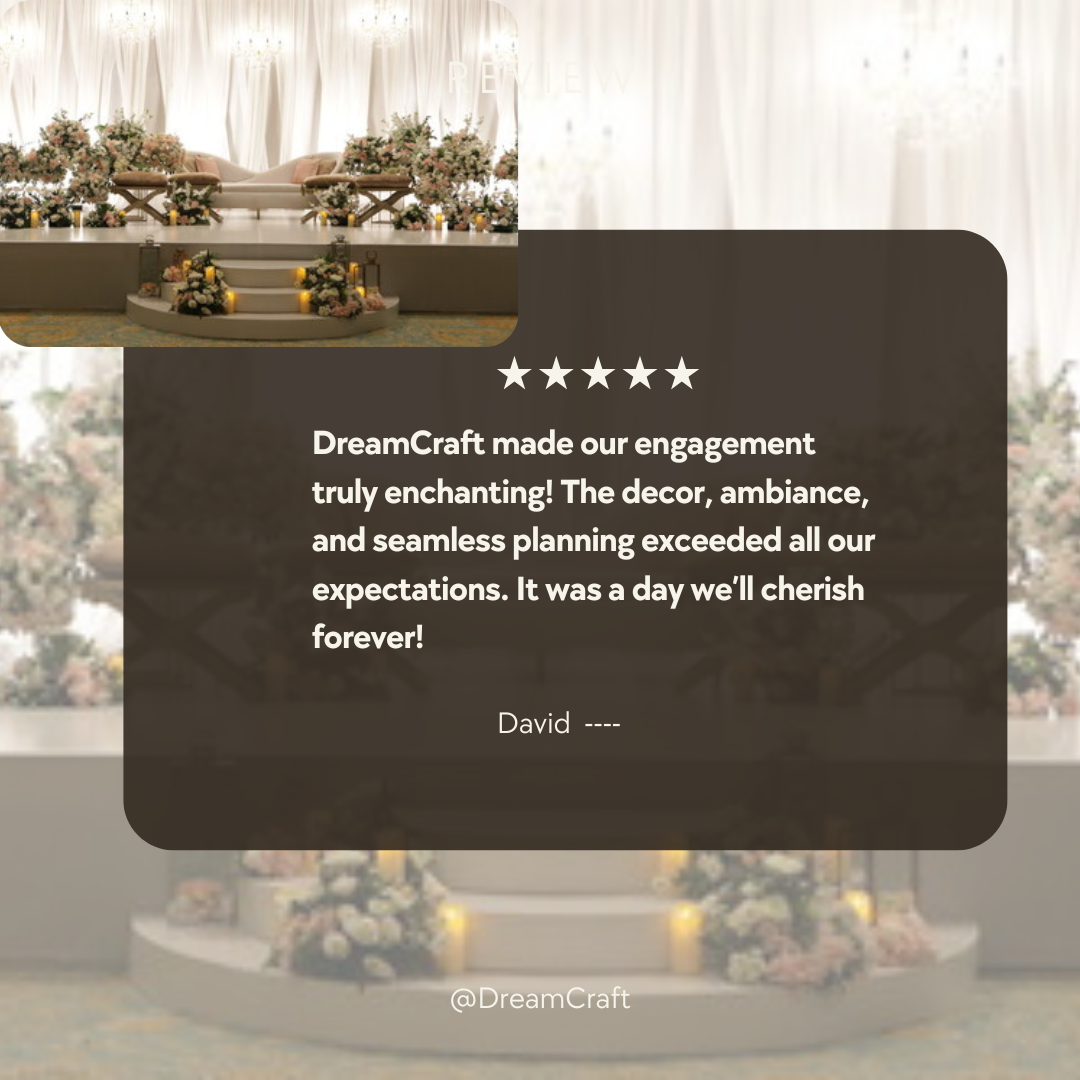 REVIEW
★★★★★
DreamCraft made our engagement
truly enchanting! The decor, ambiance,
and seamless planning exceeded all our
expectations. It was a day we’ll cherish
forever!
David ----
@DreamCraft